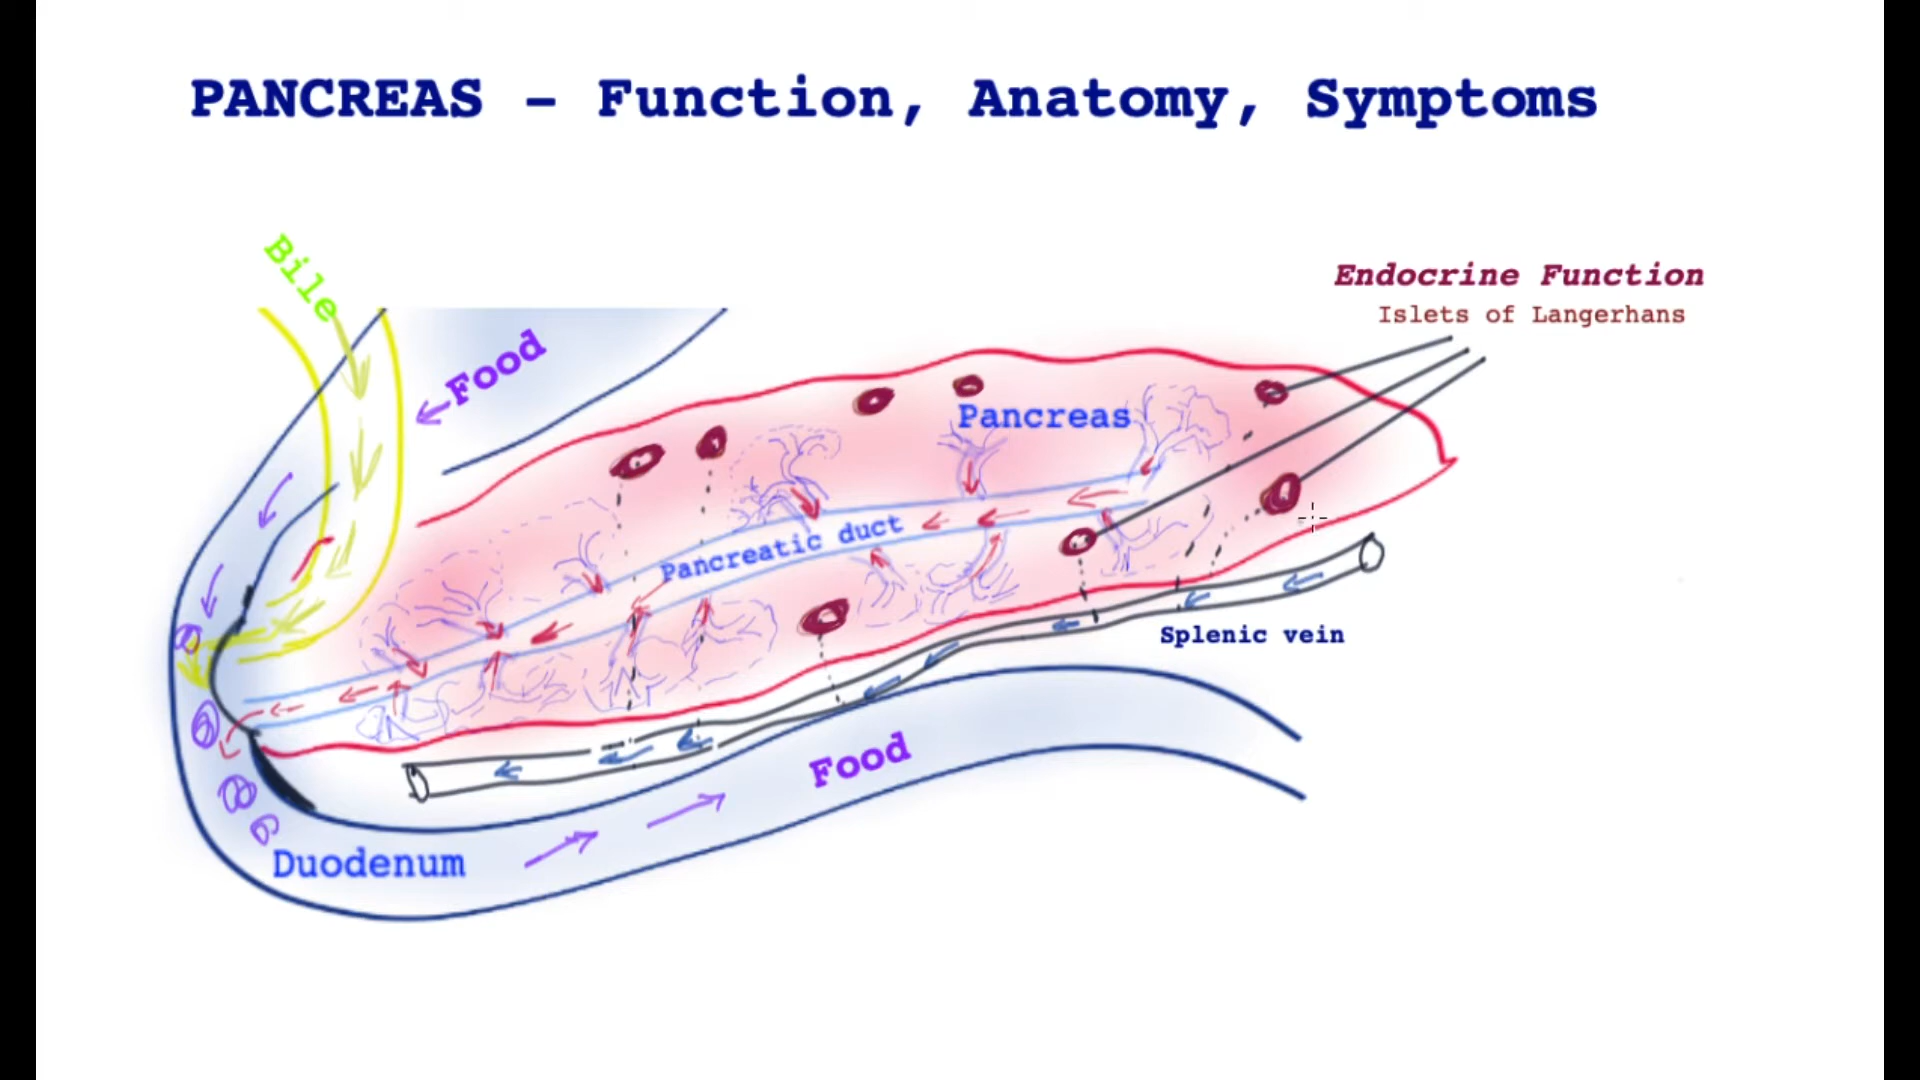 PANCREAS – Function, Anatomy, Symptoms
Bile
Food
Endocrine Function
Islets of Langerhans
Pancreas
Pancreatic duct
Splenic vein
Food
Duodenum